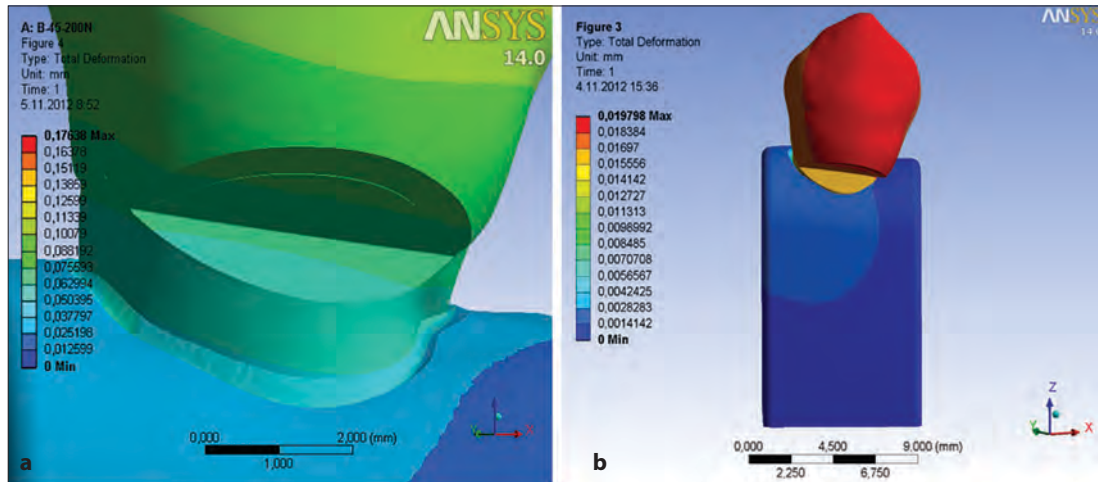 A: B-45-200N
Figure 4
Type: Total Deformation
Unit: mm
Time: 1
5.11.2012 8:52
ANSYS
14.0
0,17638 Max
0,16378
0,15119
0,13859
0,12599
0,11339
0,10079
0,088192
0,075593
0,062994
0,050395
0,037797
0,025198
0,012599
0 Min
0,000
2,000 (mm)
1,000
Y
X
a
Figure 3
Type: Total Deformation
Unit: mm
Time: 1
4.11.2012 15:36
ANSYS
14.0
0,019798 Max
0,018384
0,01697
0,015556
0,014142
0,012727
0,011313
0,0098992
0,008485
0,0070708
0,0056567
0,0042425
0,0028283
0,0014142
0 Min
Z
Y
X
0,000
4,500
9,000 (mm)
2,250
6,750
b